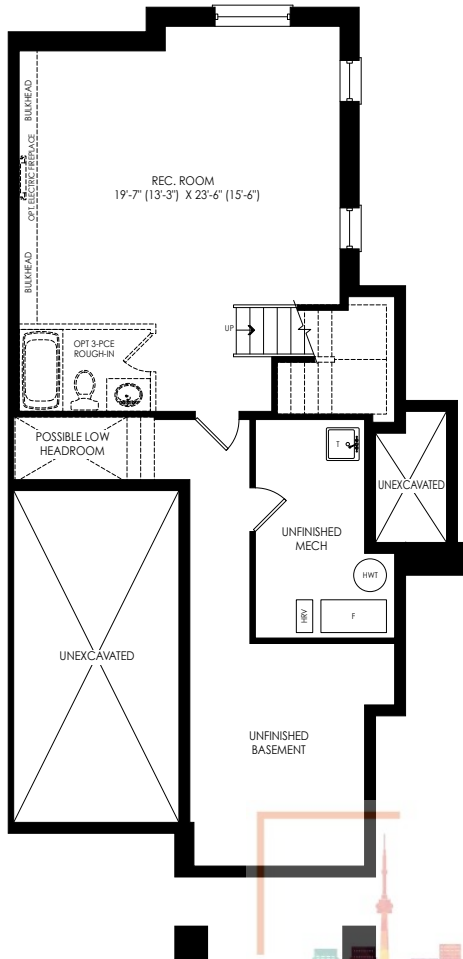 BULKHEAD
OPT. ELECTRIC FIREPLACE
BULKHEAD
REC. ROOM
19'-7" (13'-3") X 23'-6" (15'-6")
UP
OPT 3-PCE
ROUGH-IN
POSSIBLE LOW
HEADROOM
T
UNEXCAVATED
UNFINISHED
MECH
HWT
HRV
F
UNEXCAVATED
UNFINISHED
BASEMENT